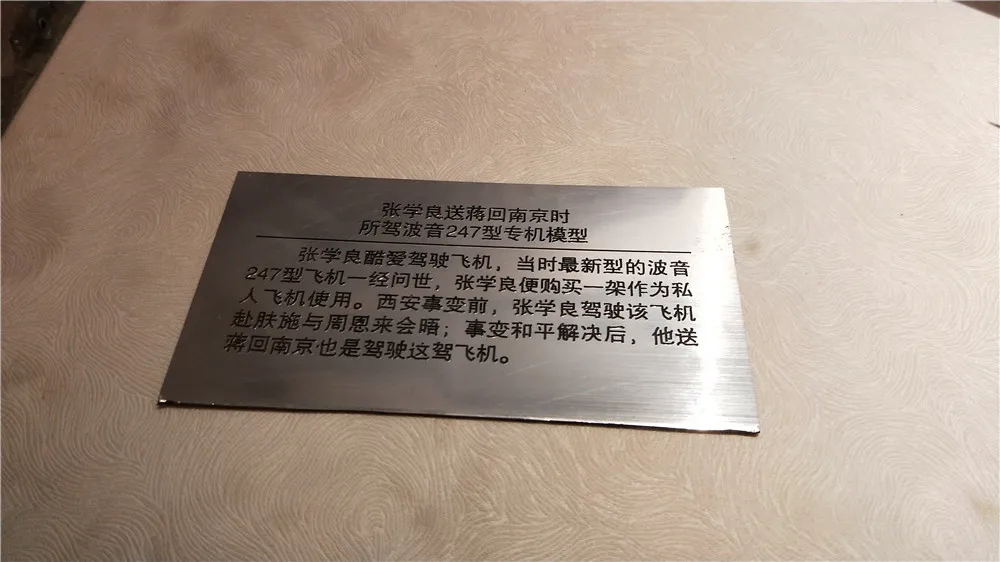 张学良送蒋回南京时
所驾波音247型专机模型
张学良酷爱驾驶飞机，当时最新型的波音
247型飞机一经问世，张学良便购买一架作为私
人飞机使用。西安事变前，张学良驾驶该飞机
赴肤施与周恩来会晤；事变和平解决后，他送
蒋回南京也是驾驶这驾飞机。